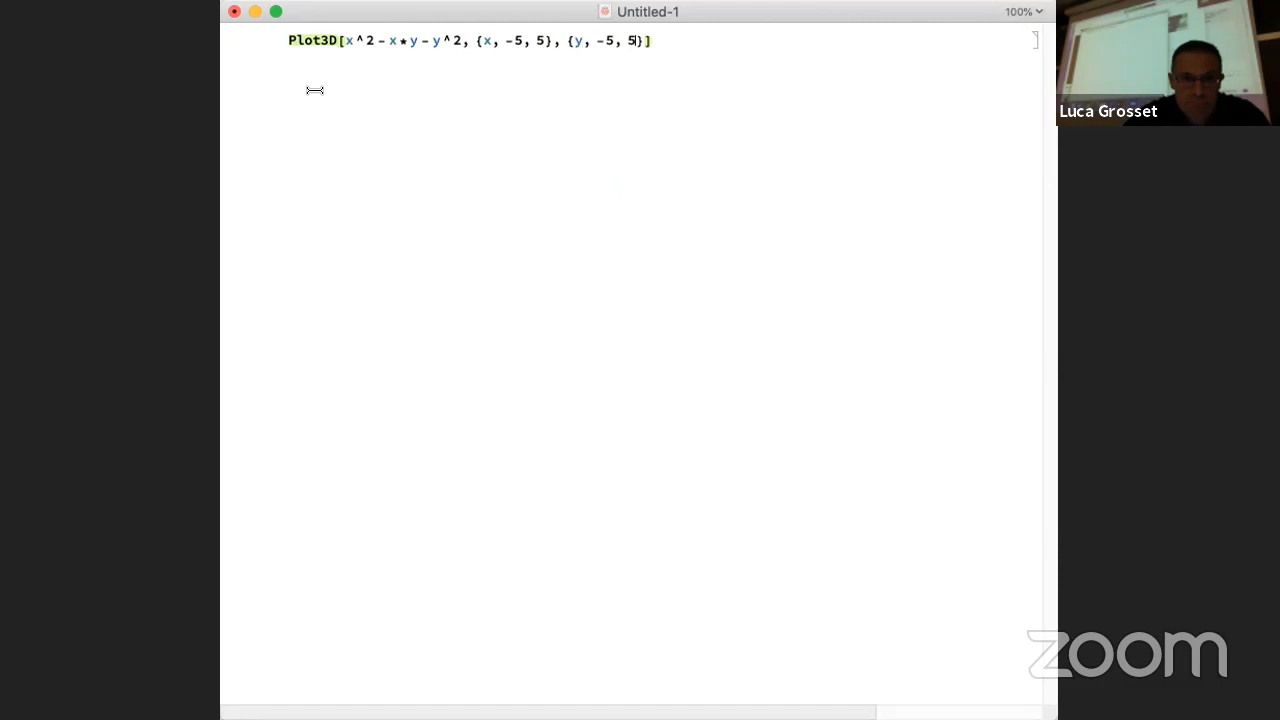 Untitled-1
100%
Plot3D[x^2-x*y-y^2, {x, -5, 5}, {y, -5, 5}]
Luca Grosset
zoom